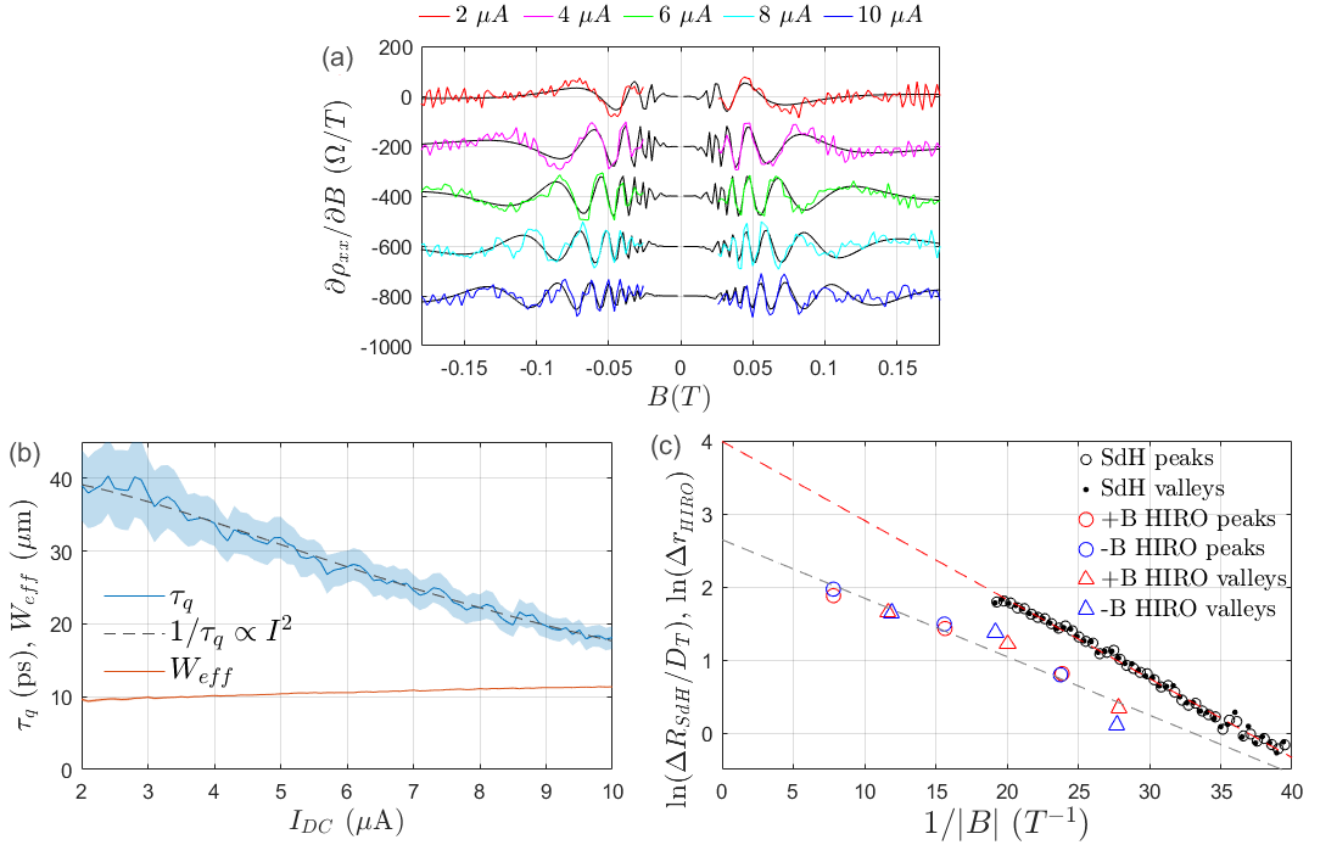 2 μA 4 μA 6 μA 8 μA 10 μA
(a)
200
0
-200
-400
-600
-800
-1000
∂ρxx/∂B (Ω/T)
-0.15 -0.1 -0.05 0 0.05 0.1 0.15
B(T)
(b)
40
30
20
10
0
τq (ps), Weff (μm)
τq
1/τq ∝ I²
Weff
2 3 4 5 6 7 8 9 10
IDC (μA)
(c)
4
3
2
1
0
ln(ΔRSdH/DT), ln(ΔrHIRO)
SdH peaks
SdH valleys
+B HIRO peaks
-B HIRO peaks
+B HIRO valleys
-B HIRO valleys
0 5 10 15 20 25 30 35 40
1/|B| (T⁻¹)